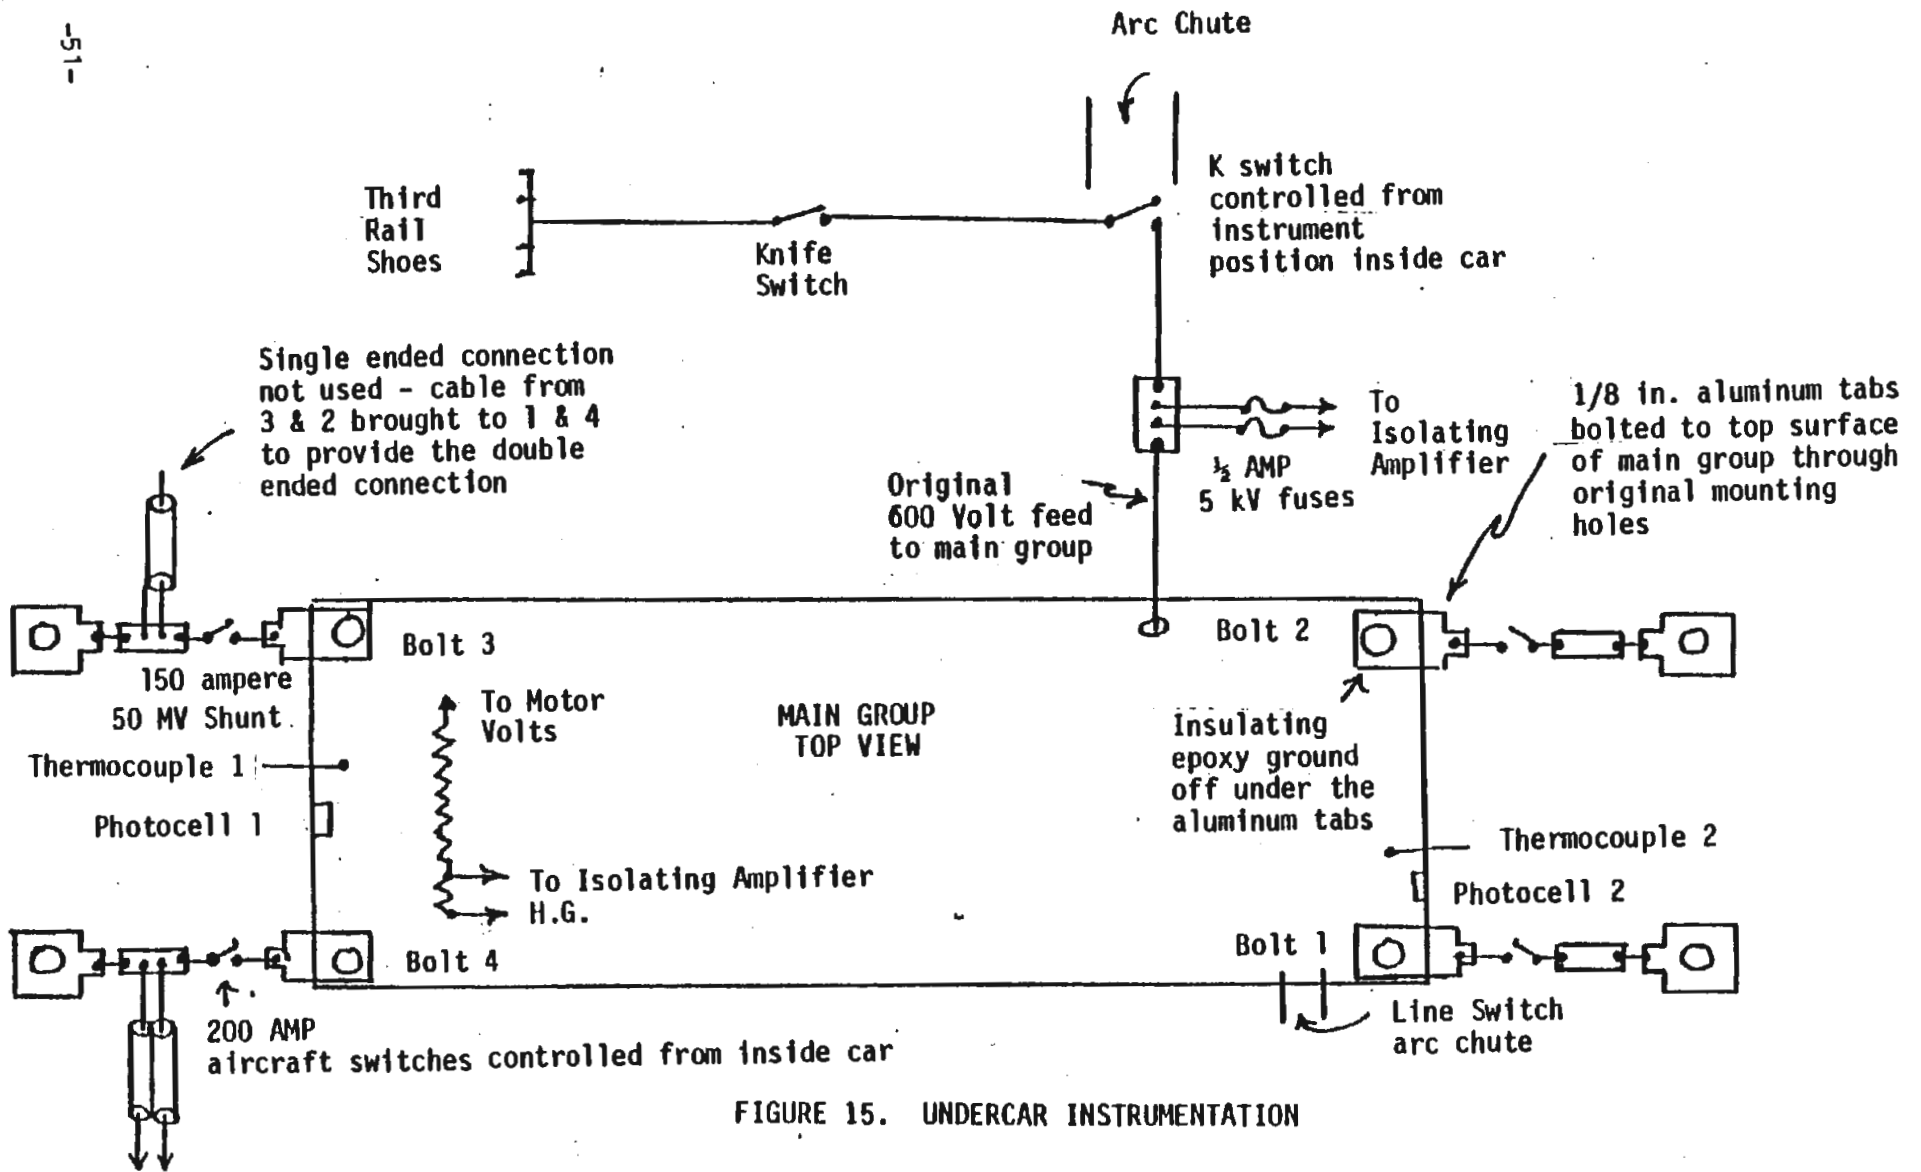 -51-
Arc Chute
Third
Rail
Shoes
Knife
Switch
K switch
controlled from
instrument
position inside car
Single ended connection
not used - cable from
3 & 2 brought to 1 & 4
to provide the double
ended connection
To
Isolating
Amplifier
½ AMP
5 kV fuses
1/8 in. aluminum tabs
bolted to top surface
of main group through
original mounting
holes
Original
600 Volt feed
to main group
Bolt 3
Bolt 2
150 ampere
50 MV Shunt
To Motor
Volts
MAIN GROUP
TOP VIEW
Insulating
epoxy ground
off under the
aluminum tabs
Thermocouple 1
Photocell 1
Thermocouple 2
Photocell 2
To Isolating Amplifier
H.G.
Bolt 4
Bolt 1
Line Switch
arc chute
200 AMP
aircraft switches controlled from inside car
FIGURE 15. UNDERCAR INSTRUMENTATION